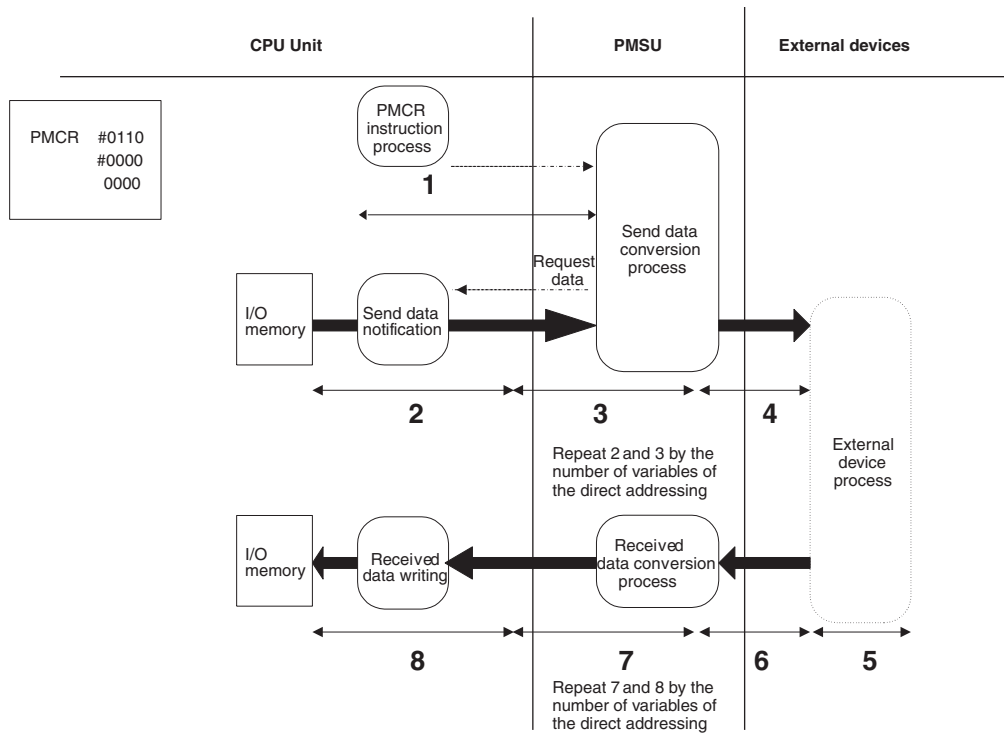 CPU Unit
PMSU
External devices
PMCR #0110
#0000
0000
PMCR
instruction
process
1
Send data
conversion
process
Request
data
I/O
memory
Send data
notification
2
3
4
External
device
process
Repeat 2 and 3 by the
number of variables of
the direct addressing
I/O
memory
Received
data writing
Received
data conversion
process
8
7
6
5
Repeat 7 and 8 by the
number of variables of
the direct addressing